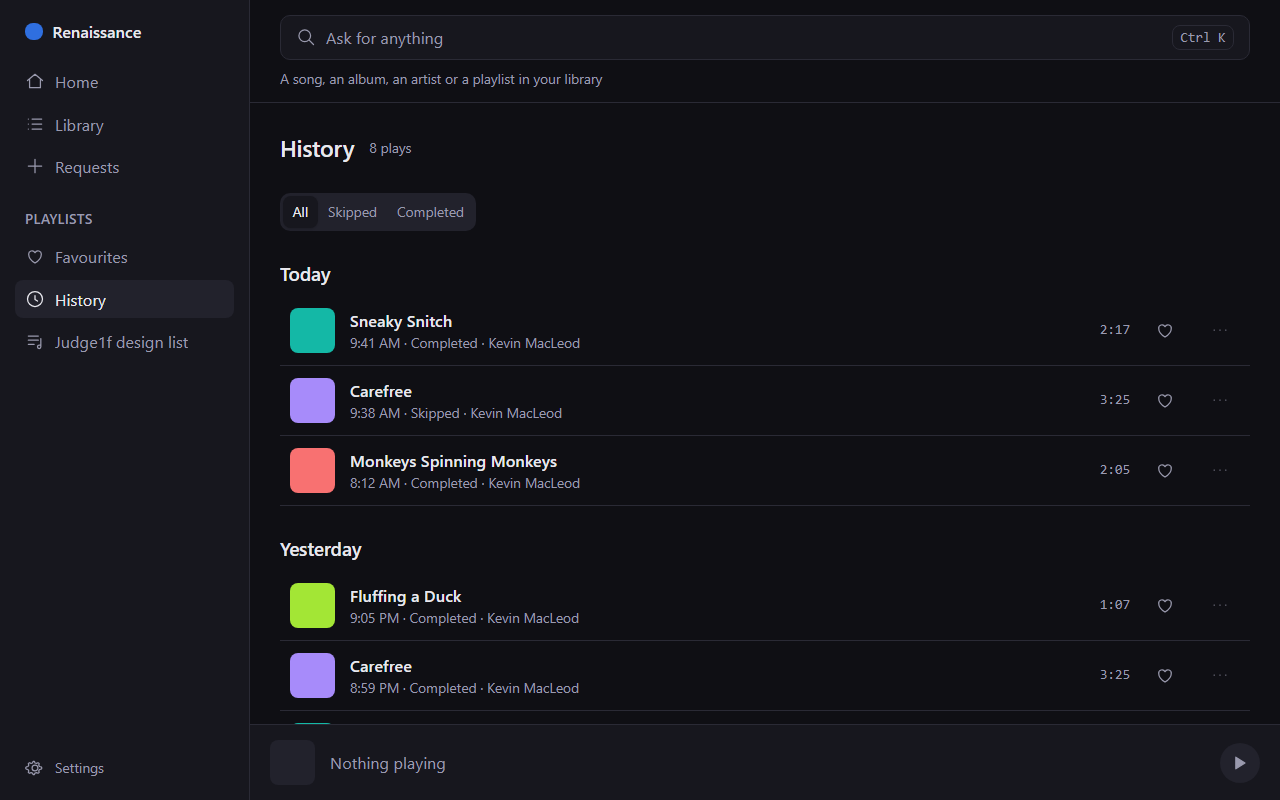 Renaissance
Home
Library
Requests
PLAYLISTS
Favourites
History
Judge1f design list
Settings
Ask for anything
Ctrl K
A song, an album, an artist or a playlist in your library
History 8 plays
All Skipped Completed
Today
Sneaky Snitch
9:41 AM · Completed · Kevin MacLeod
2:17
Carefree
9:38 AM · Skipped · Kevin MacLeod
3:25
Monkeys Spinning Monkeys
8:12 AM · Completed · Kevin MacLeod
2:05
Yesterday
Fluffing a Duck
9:05 PM · Completed · Kevin MacLeod
1:07
Carefree
8:59 PM · Completed · Kevin MacLeod
3:25
Nothing playing